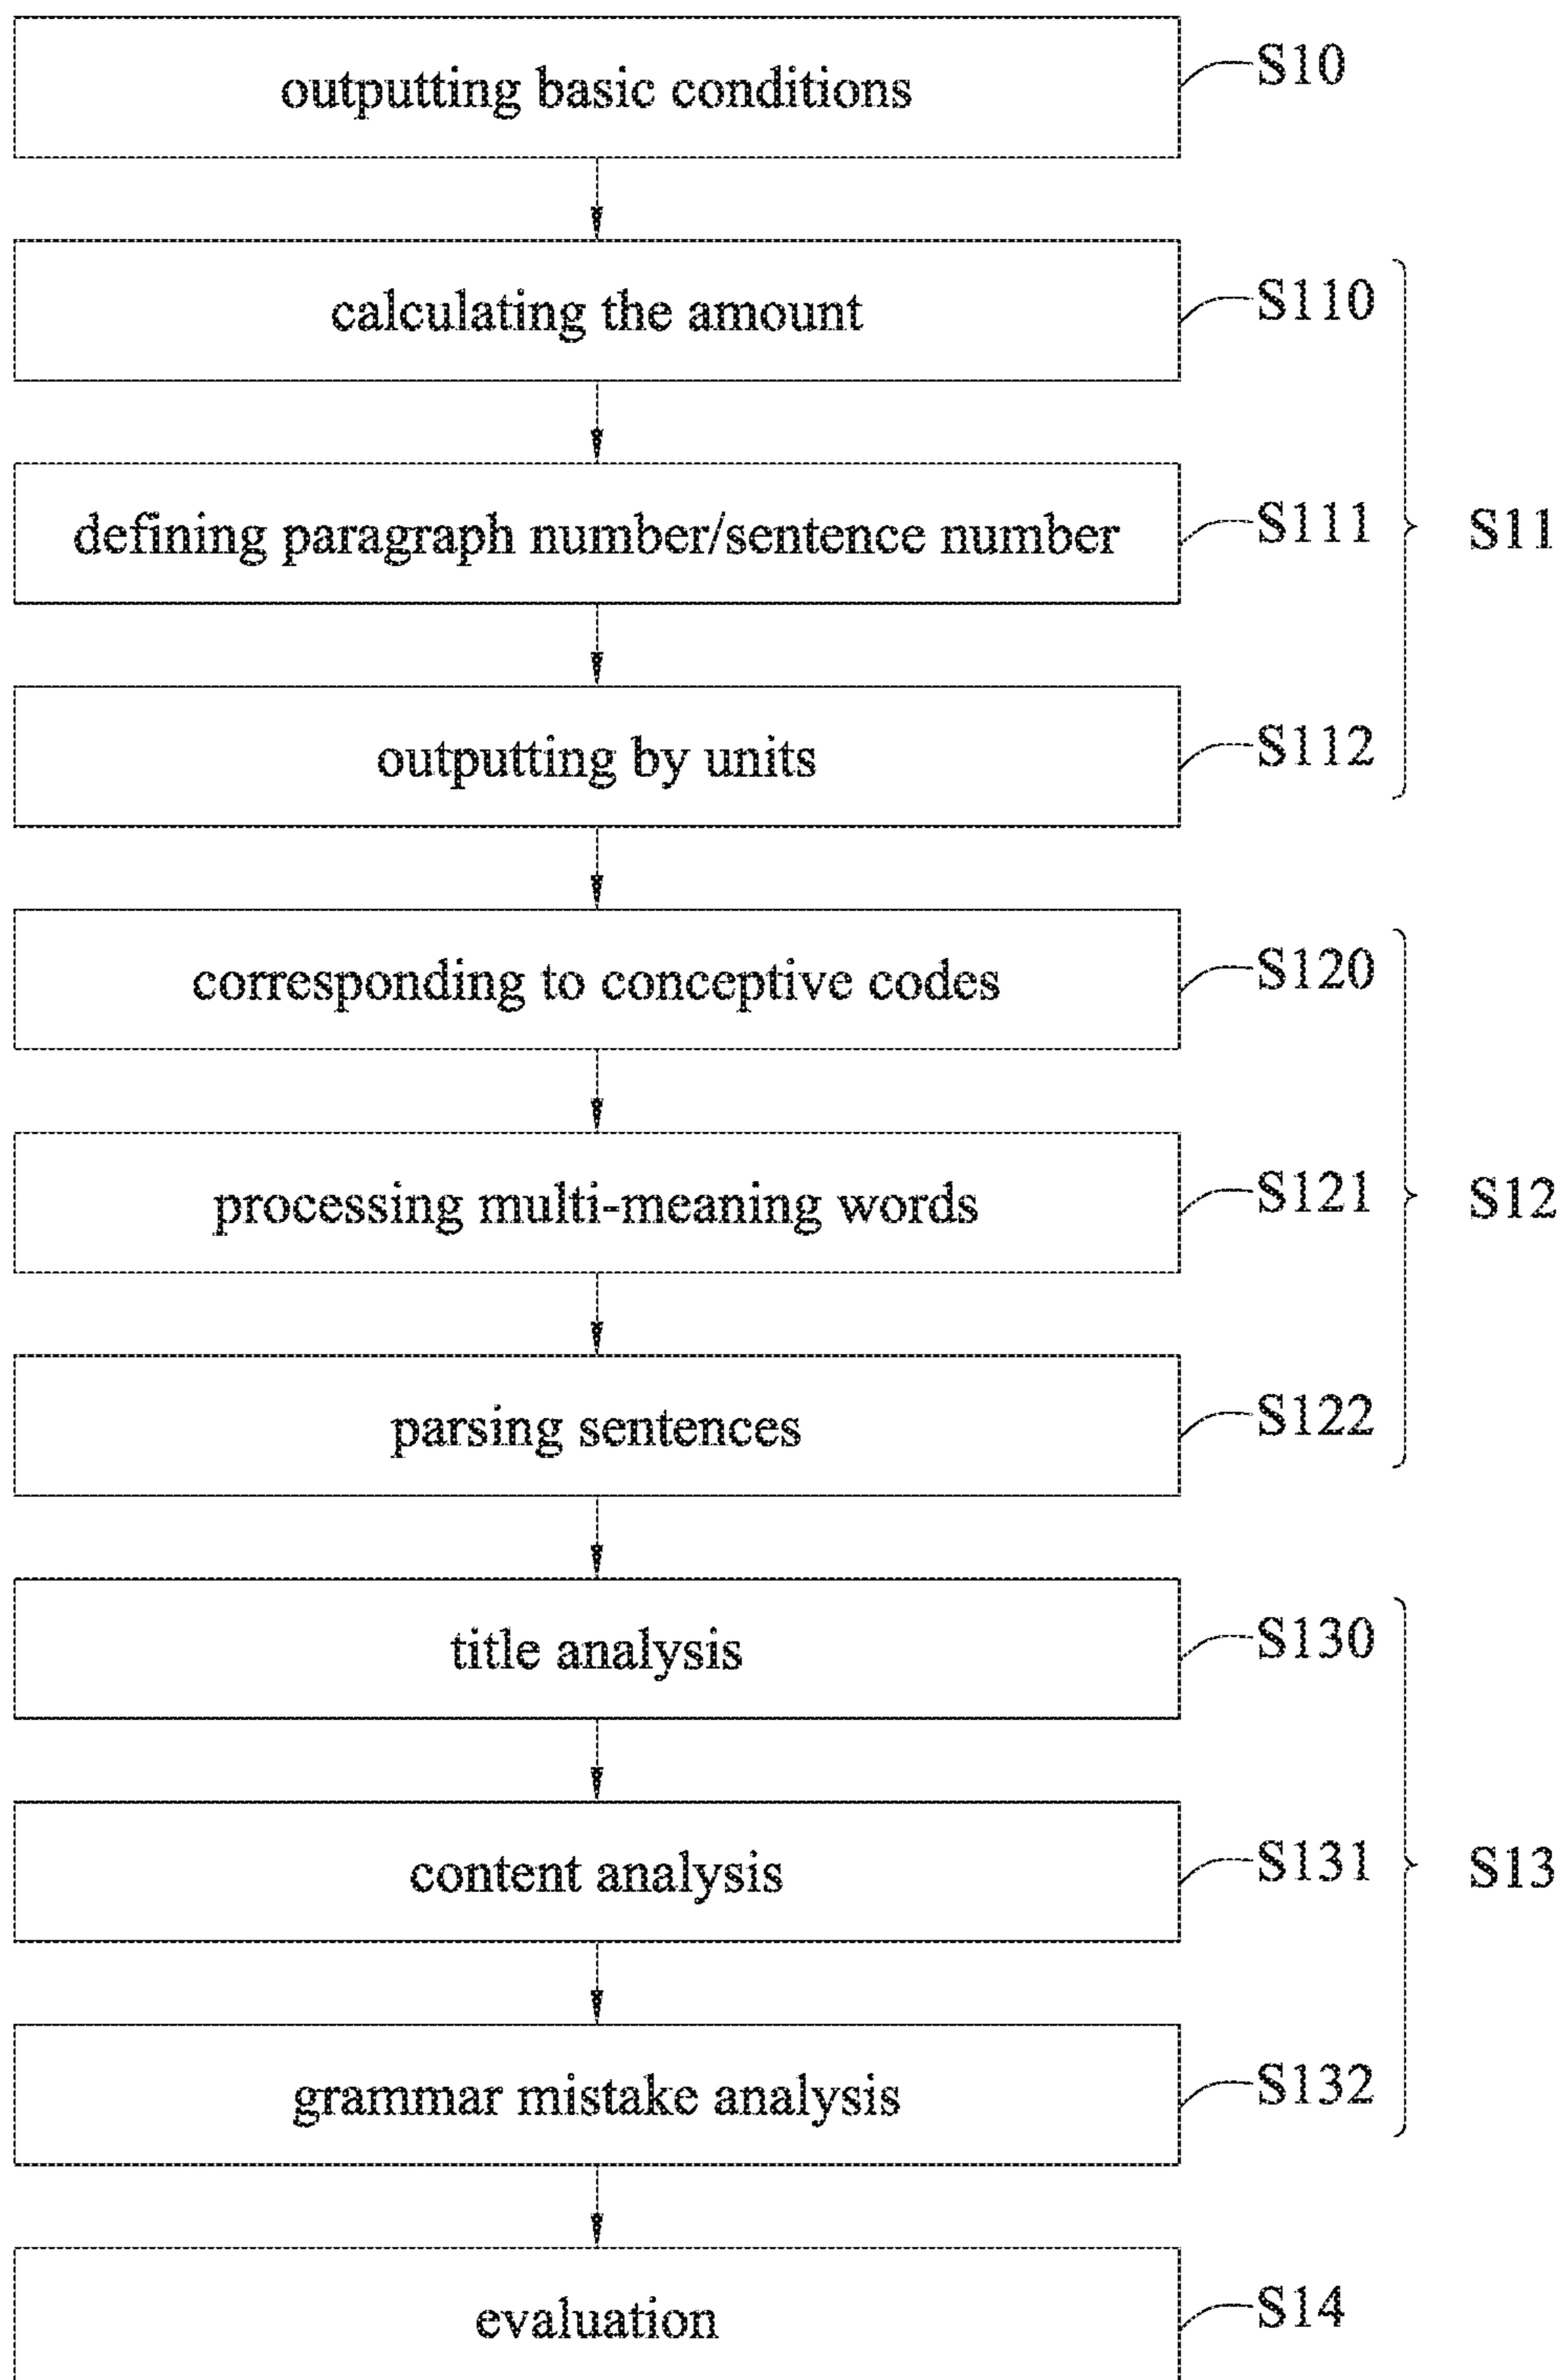 outputting basic conditions S10
calculating the amount S110
defining paragraph number/sentence number S111
S11
outputting by units S112
corresponding to conceptive codes S120
processing multi-meaning words S121
S12
parsing sentences S122
title analysis S130
content analysis S131
S13
grammar mistake analysis S132
evaluation S14